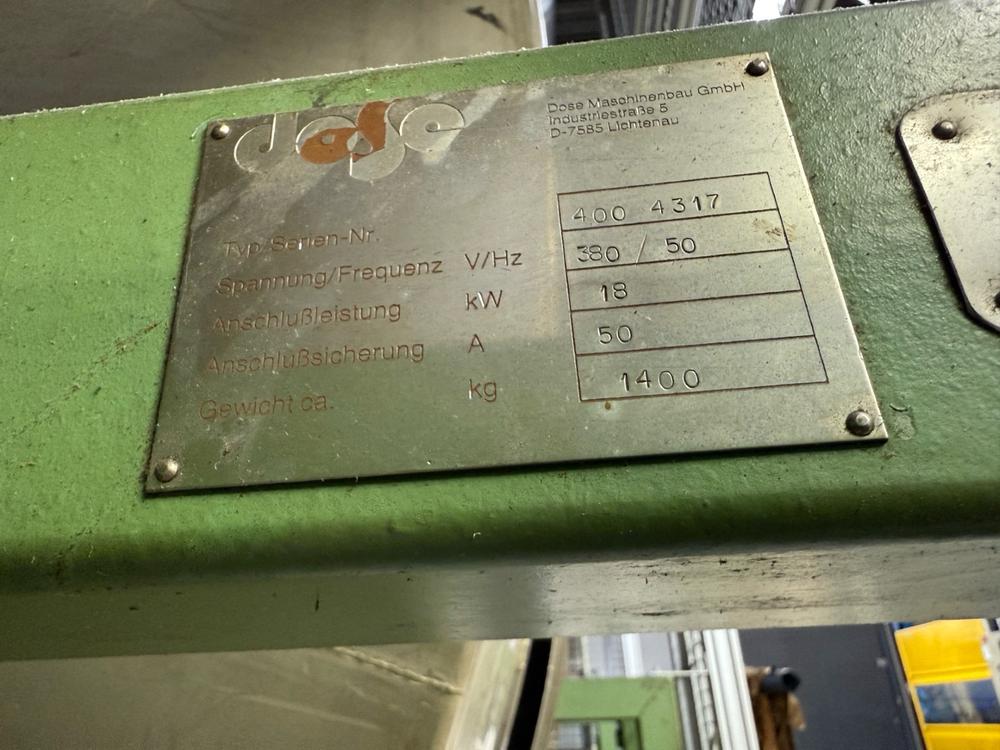 dose
Dose Maschinenbau GmbH
Industriestraße 5
D-7585 Lichtenau
Typ/Serien-Nr. 400 4317
Spannung/Frequenz V/Hz 380 / 50
Anschlußleistung kW 18
Anschlußsicherung A 50
Gewicht ca. kg 1400